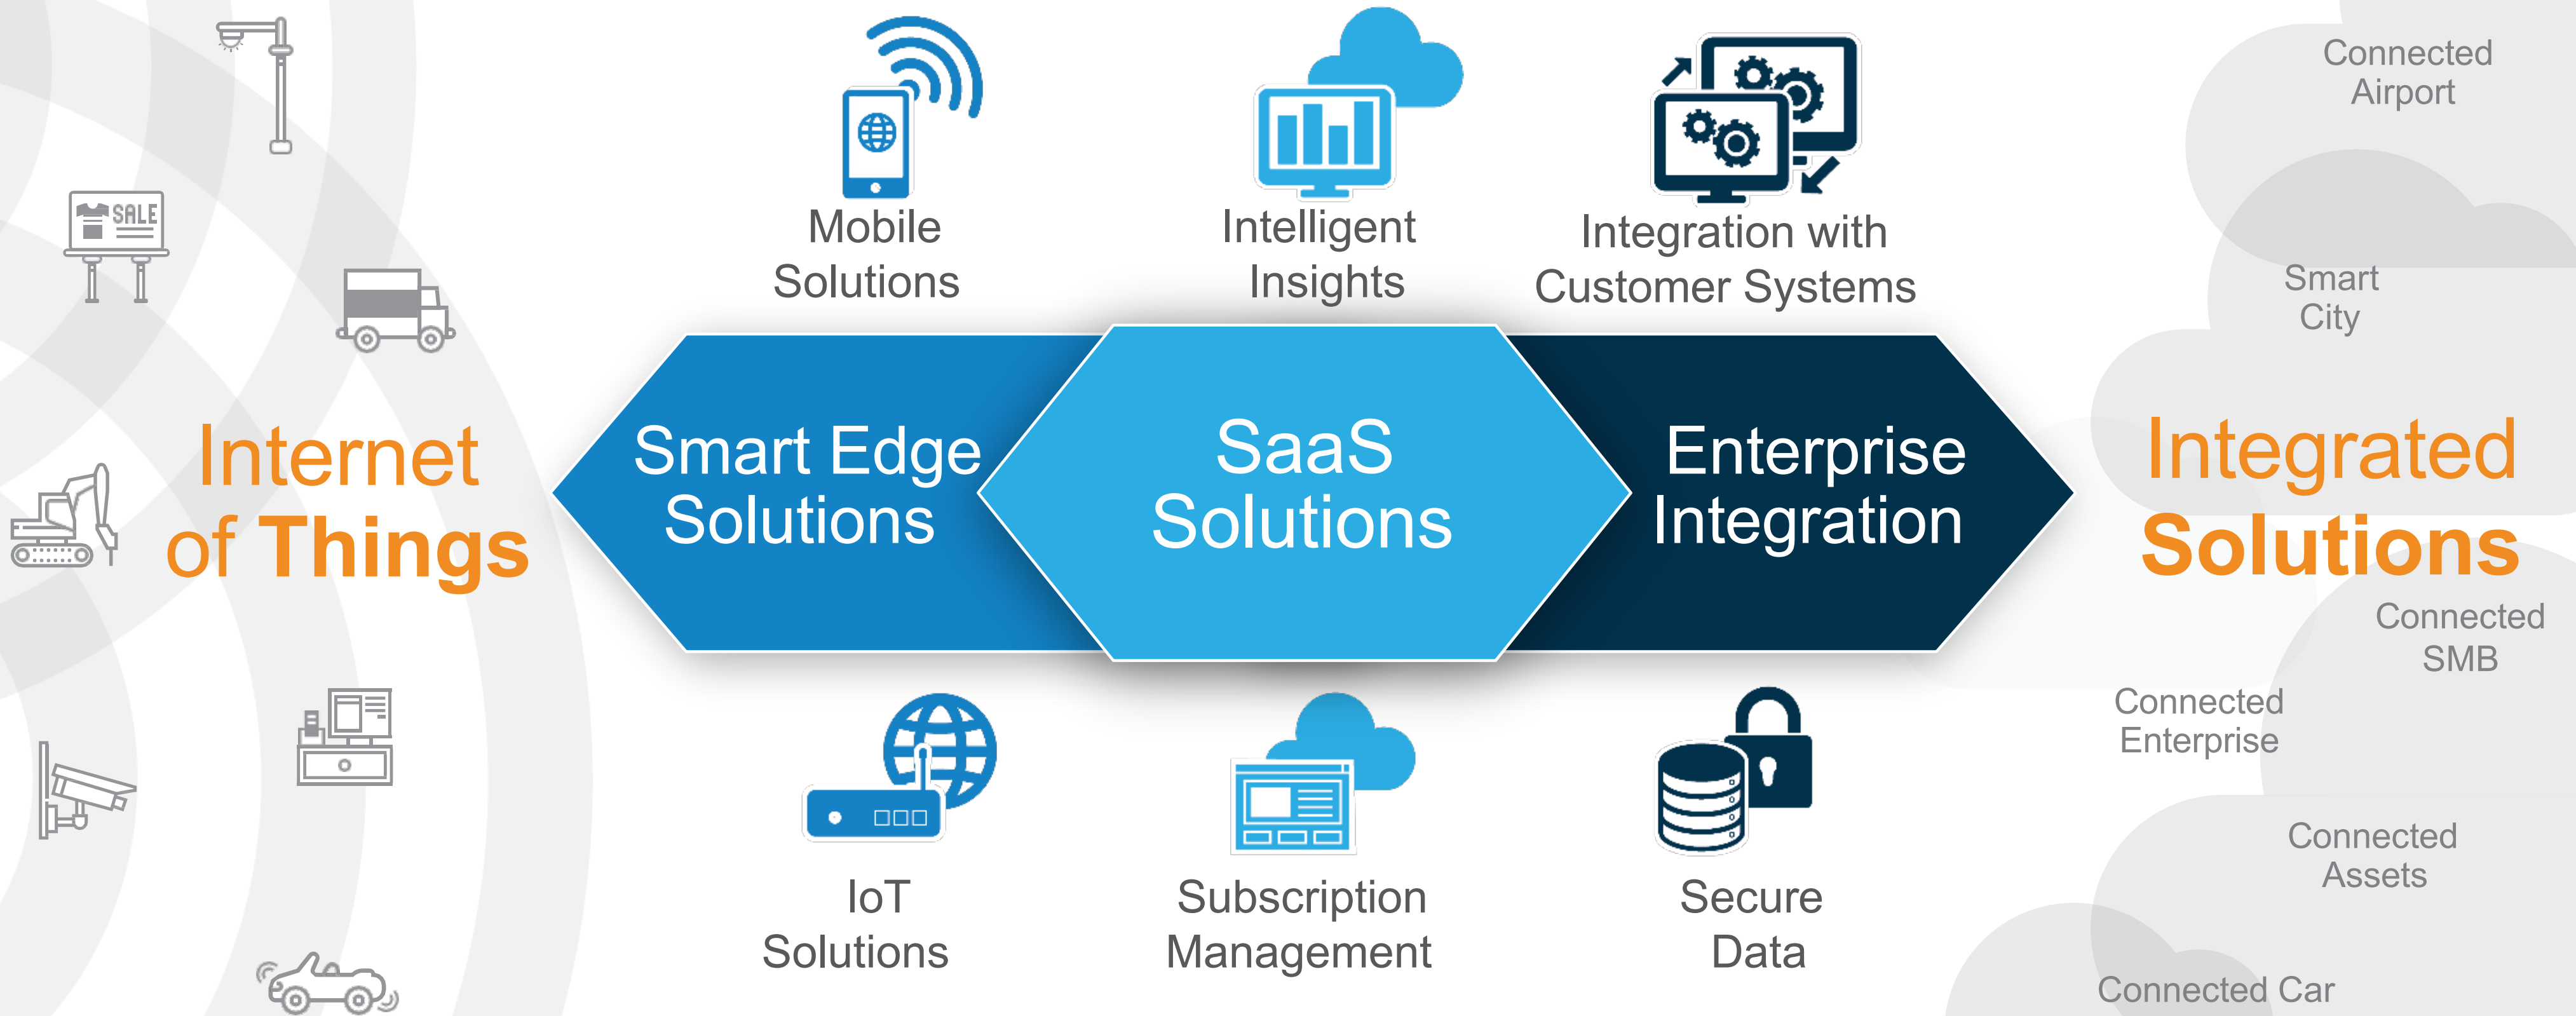 SALE
Internet
of Things
Mobile
Solutions
Intelligent
Insights
Integration with
Customer Systems
Smart Edge
Solutions
SaaS
Solutions
Enterprise
Integration
IoT
Solutions
Subscription
Management
Secure
Data
Connected
Airport
Smart
City
Integrated
Solutions
Connected
SMB
Connected
Enterprise
Connected
Assets
Connected Car